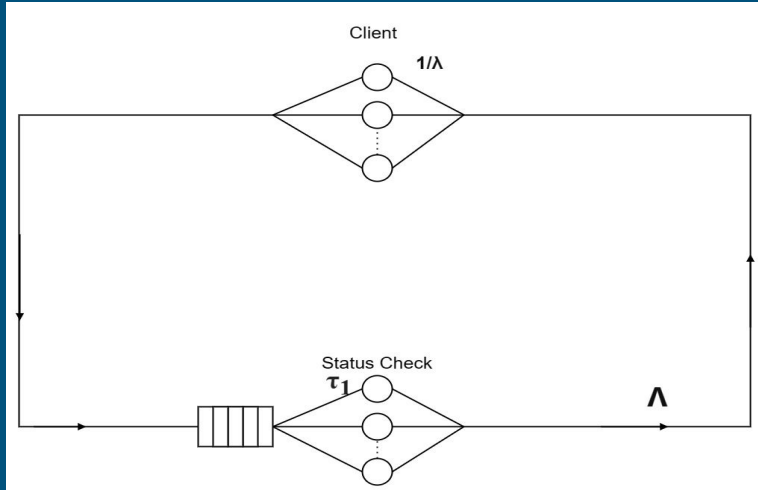 Client
1/λ
Status Check
τ1
Λ